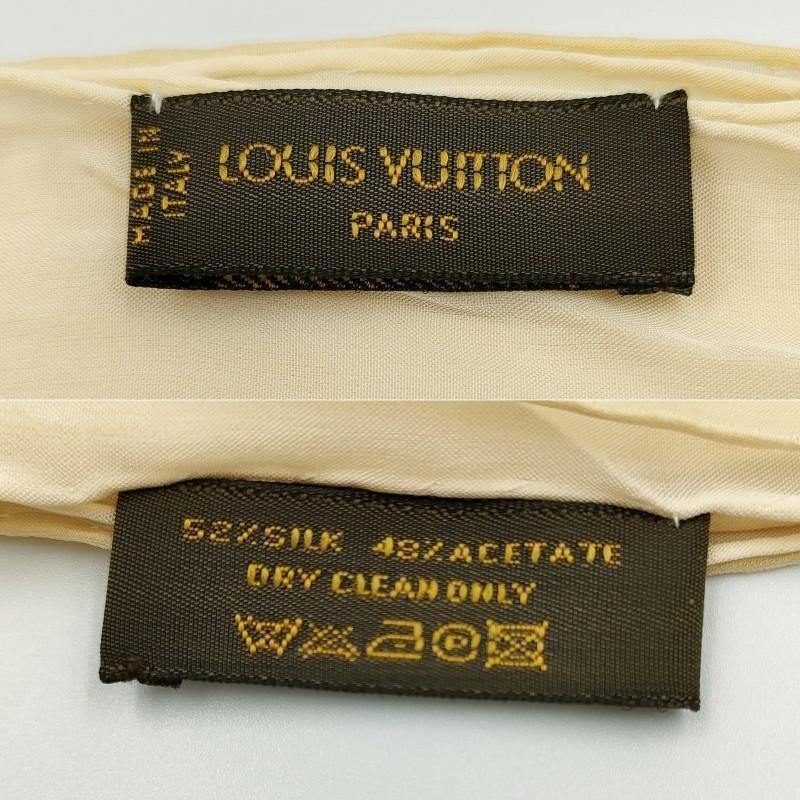 MADE IN
ITALY
LOUIS VUITTON
PARIS
52%SILK 48%ACETATE
DRY CLEAN ONLY